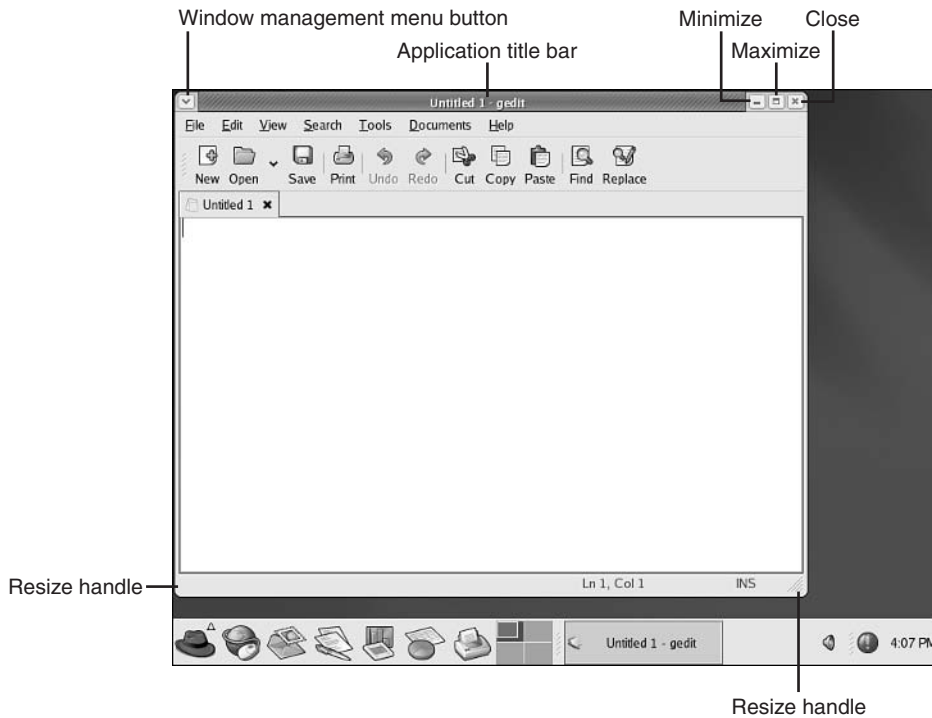 Window management menu button
Minimize
Close
Application title bar
Maximize
Untitled 1 - gedit
File Edit View Search Tools Documents Help
New Open Save Print Undo Redo Cut Copy Paste Find Replace
Untitled 1
Resize handle
Ln 1, Col 1
INS
Untitled 1 - gedit
4:07 PM
Resize handle